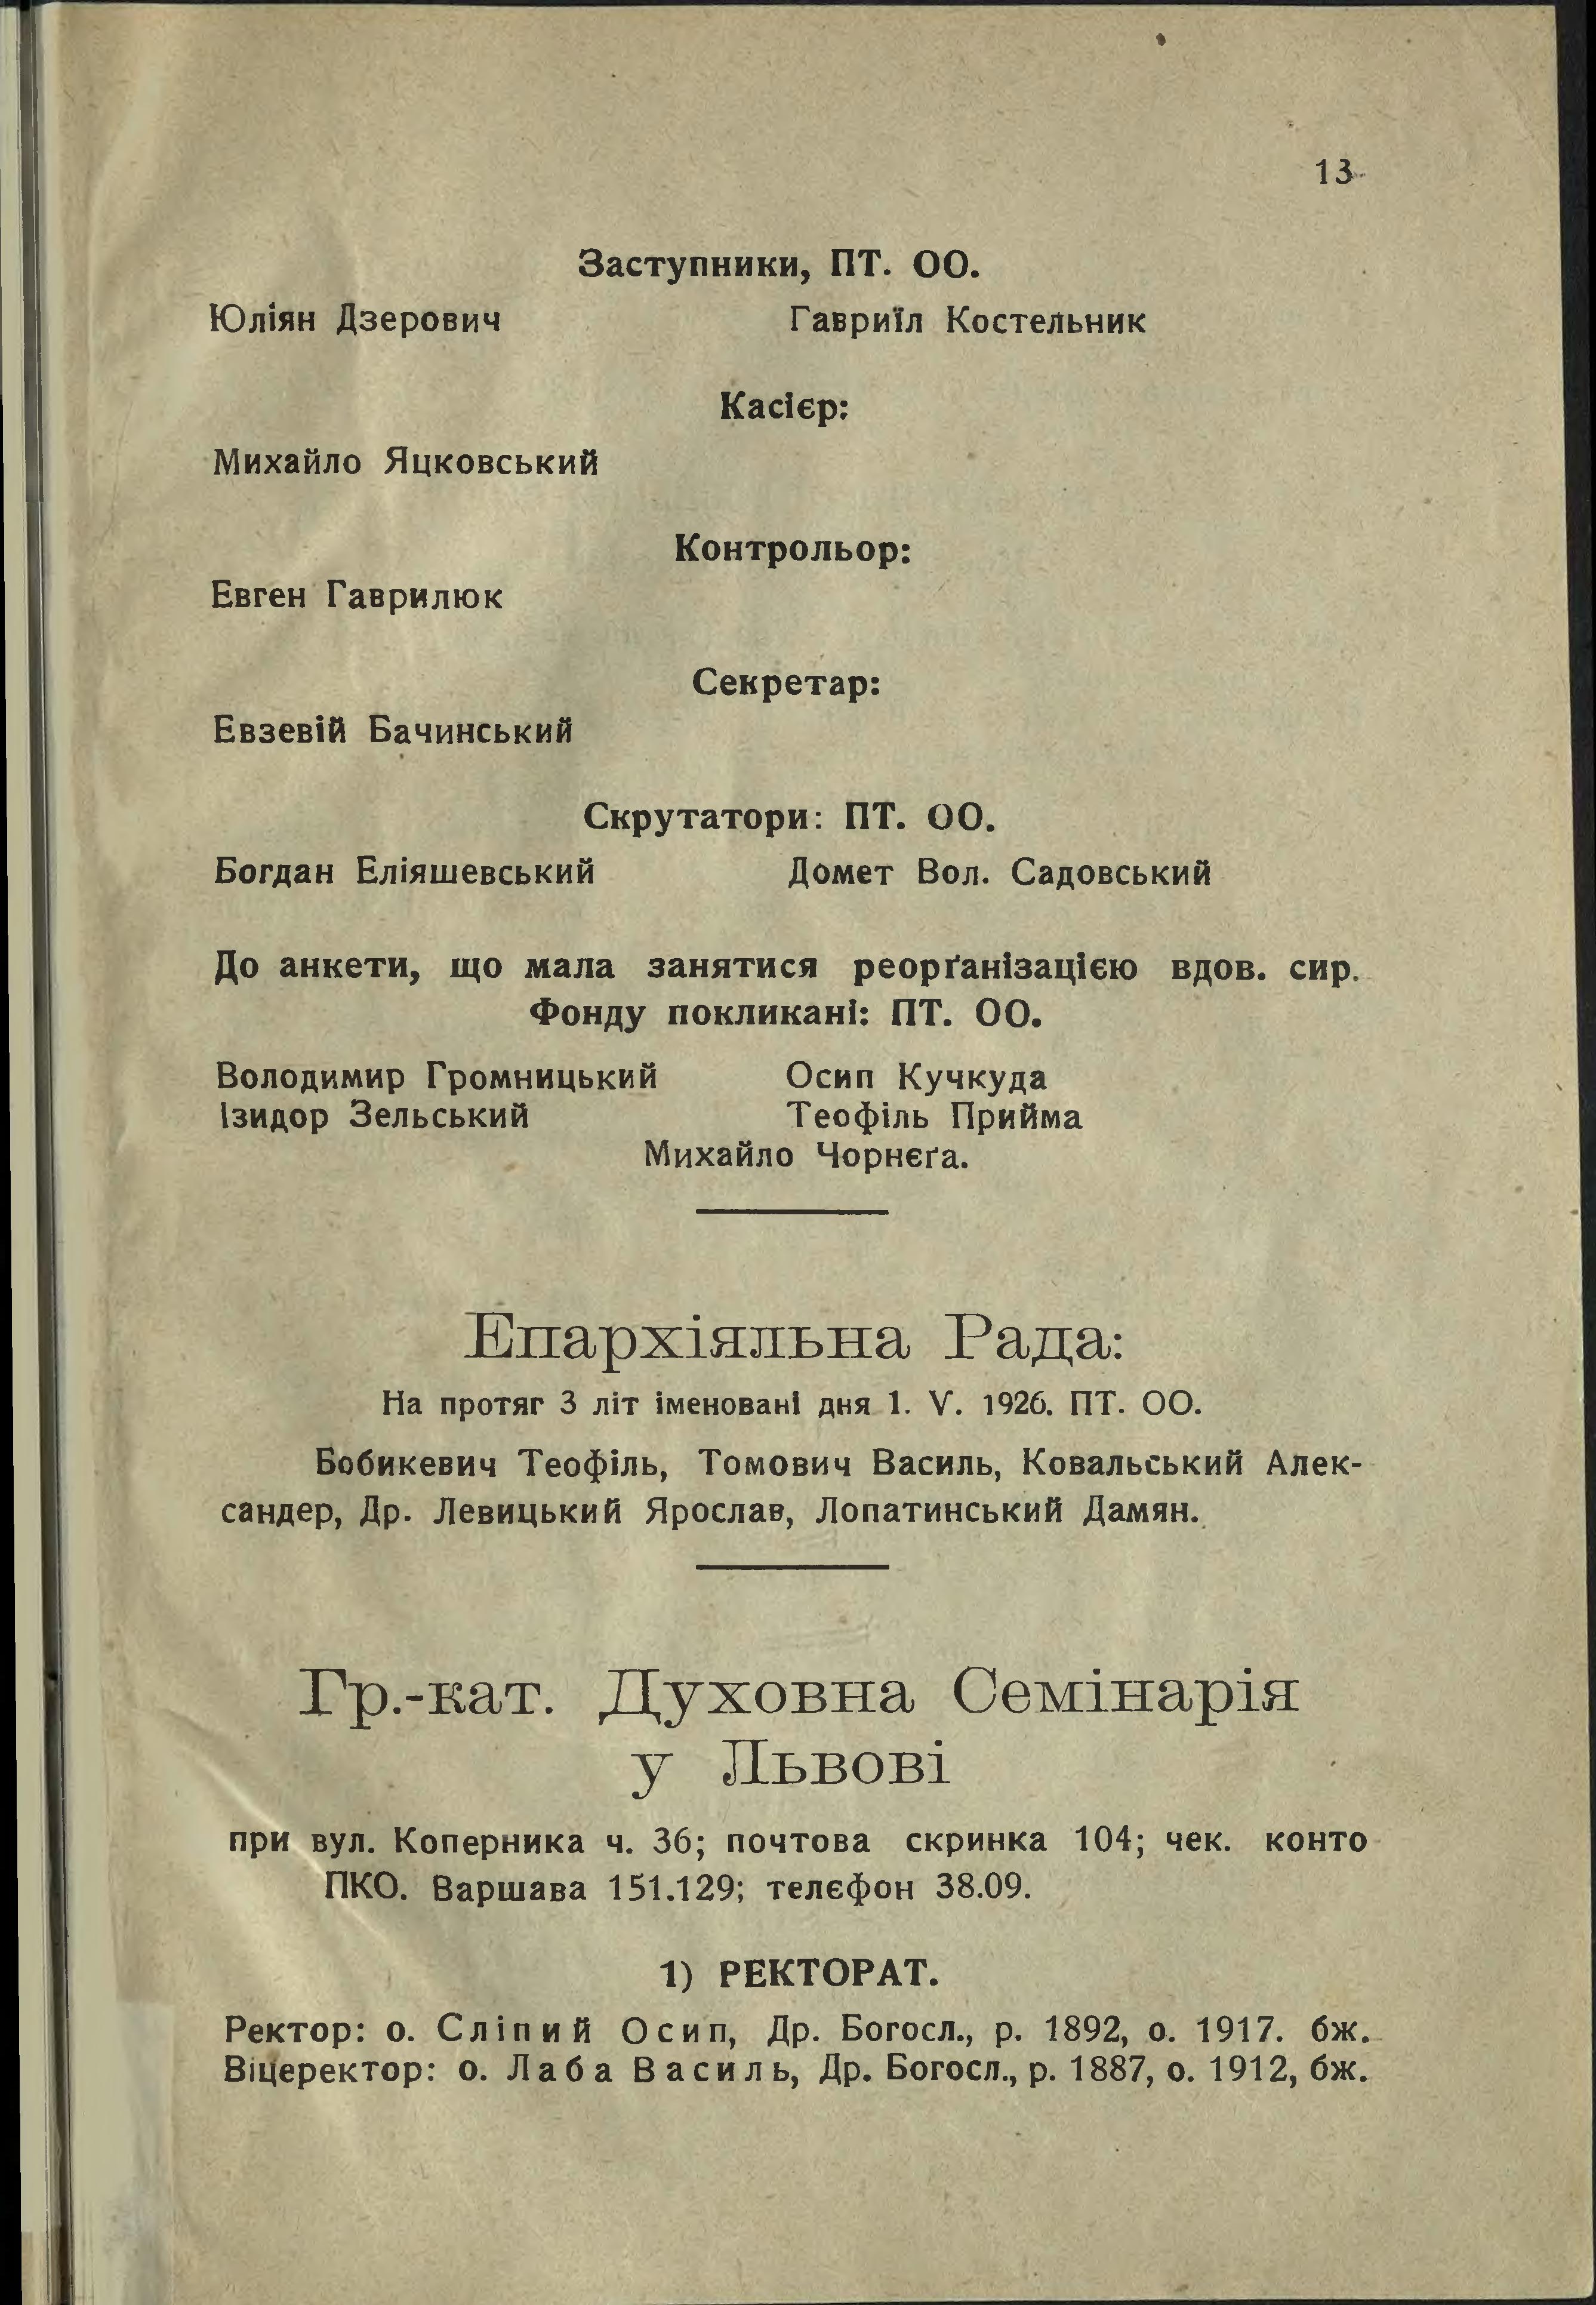 13
Заступники, ПТ. ОО.
Юліян Дзерович Гавриїл Костельник
Касієр:
Михайло Яцковський
Контрольор:
Евген Гаврилюк
Секретар:
Евзевій Бачинський
Скрутатори: ПТ. ОО.
Богдан Еліяшевський Домет Вол. Садовський
До анкети, що мала занятися реорґанізацією вдов. сир.
Фонду покликані: ПТ. ОО.
Володимир Громницький Осип Кучкуда
Ізидор Зельський Теофіль Прийма
Михайло Чорнєґа.
Епархіяльна Рада:
На протяг 3 літ іменовані дня 1. V. 1926. ПТ. ОО.
Бобикевич Теофіль, Томович Василь, Ковальський Алек-
сандер, Др. Левицький Ярослав, Лопатинський Дамян.
Гр.-кат. Духовна Семінарія
у Львові
при вул. Коперника ч. 36; почтова скринка 104; чек. конто
ПКО. Варшава 151.129; телєфон 38.09.
1) РЕКТОРАТ.
Ректор: о. Сліпий Осип, Др. Богосл., р. 1892, о. 1917. бж.
Віцеректор: о. Лаба Василь, Др. Богосл., р. 1887, о. 1912, бж.